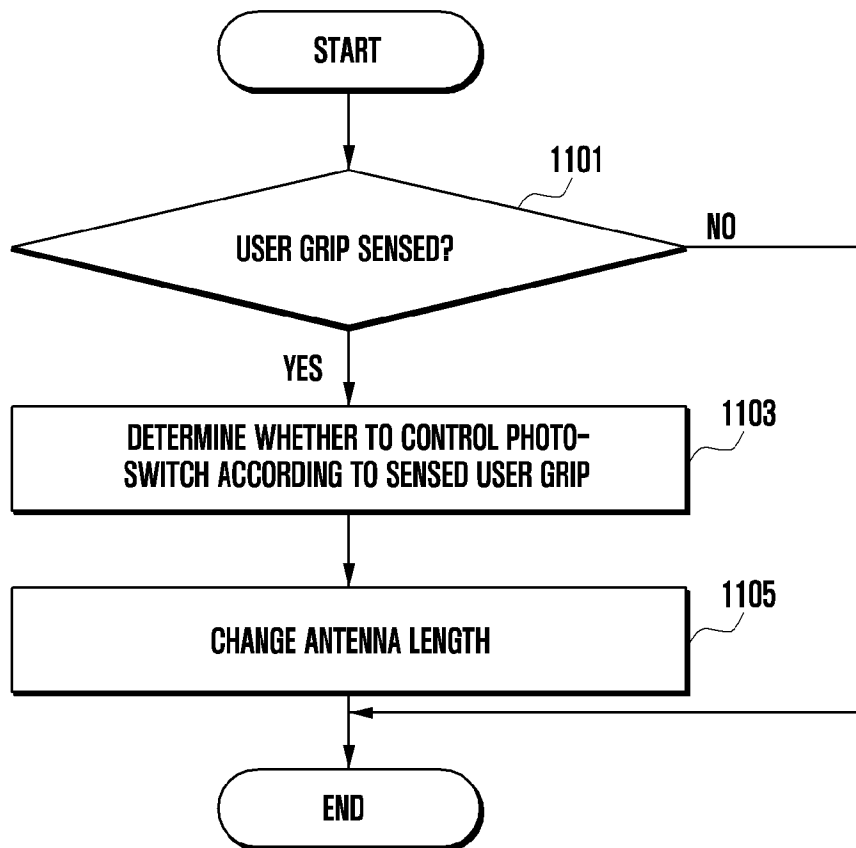 START
1101
USER GRIP SENSED?
NO
YES
1103
DETERMINE WHETHER TO CONTROL PHOTO-
SWITCH ACCORDING TO SENSED USER GRIP
1105
CHANGE ANTENNA LENGTH
END